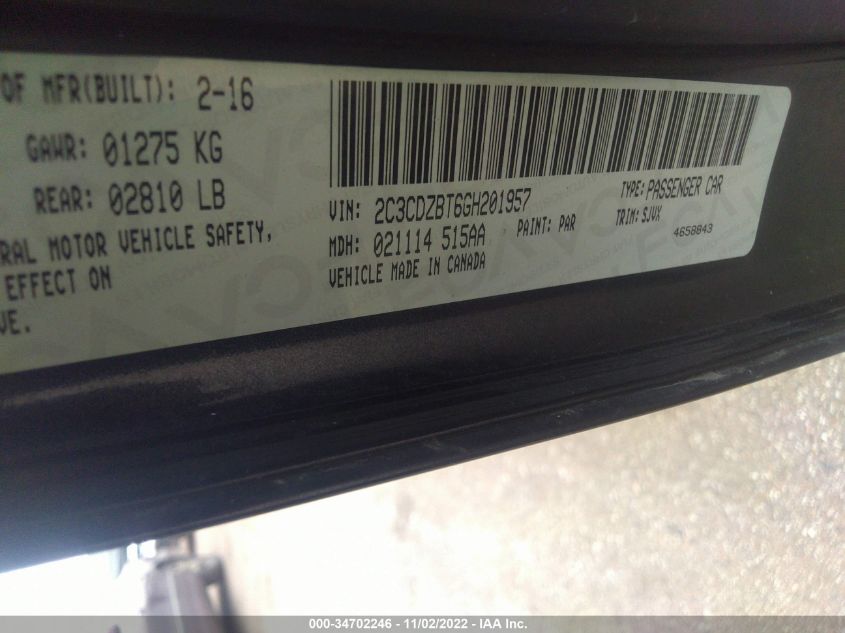 OF MFR(BUILT): 2-16
GAWR: 01275 KG
REAR: 02810 LB
RAL MOTOR VEHICLE SAFETY,
EFFECT ON
VE.
VIN: 2C3CDZBT6GH201957
TYPE: PASSENGER CAR
MDH: 021114 515AA
PAINT: PAR
TRIM: SJVX
VEHICLE MADE IN CANADA
4658843
000-34702246 - 11/02/2022 - IAA Inc.